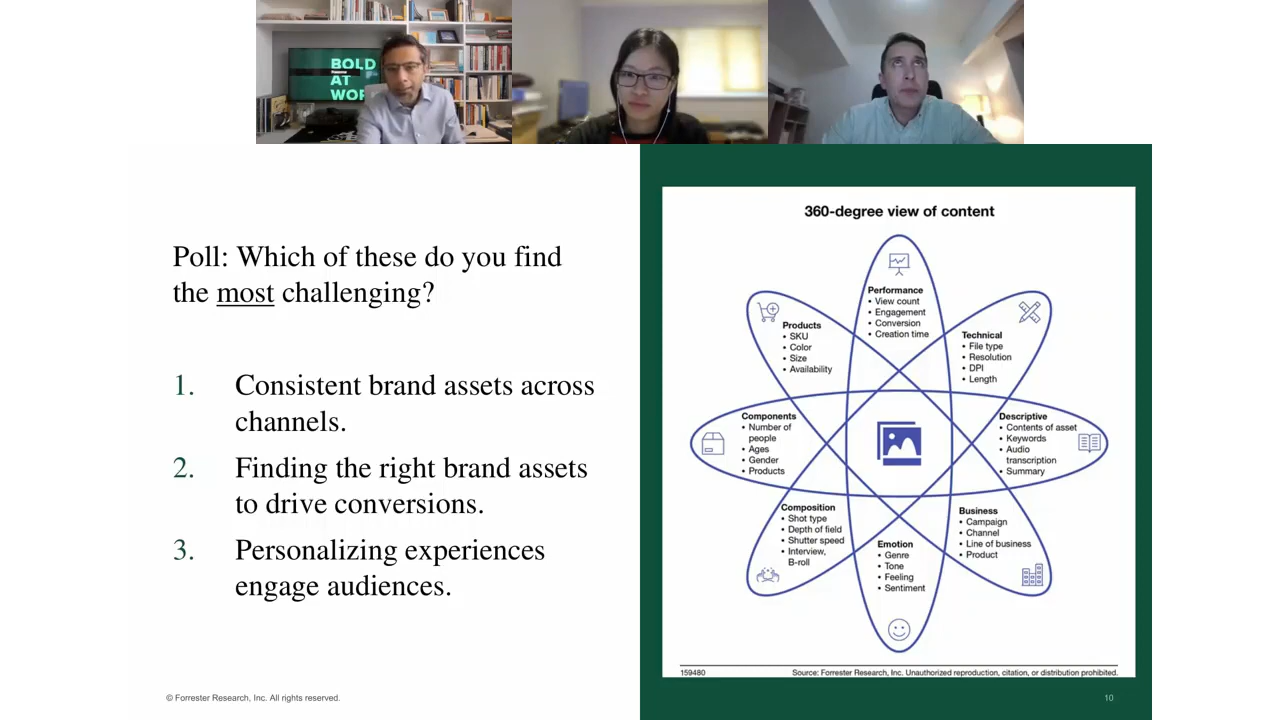 BOLD
AT
WOR
Poll: Which of these do you find
the most challenging?
1. Consistent brand assets across
channels.
2. Finding the right brand assets
to drive conversions.
3. Personalizing experiences
engage audiences.
© Forrester Research, Inc. All rights reserved.
360-degree view of content
Performance
• View count
• Engagement
• Conversion
• Creation time
Products
• SKU
• Color
• Size
• Availability
Technical
• File type
• Resolution
• DPI
• Length
Components
• Number of
people
• Ages
• Gender
• Products
Descriptive
• Contents of asset
• Keywords
• Audio
transcription
• Summary
Composition
• Shot type
• Depth of field
• Shutter speed
• Interview,
B-roll
Business
• Campaign
• Channel
• Line of business
• Product
Emotion
• Genre
• Tone
• Feeling
• Sentiment
159480
Source: Forrester Research, Inc. Unauthorized reproduction, citation, or distribution prohibited.
10